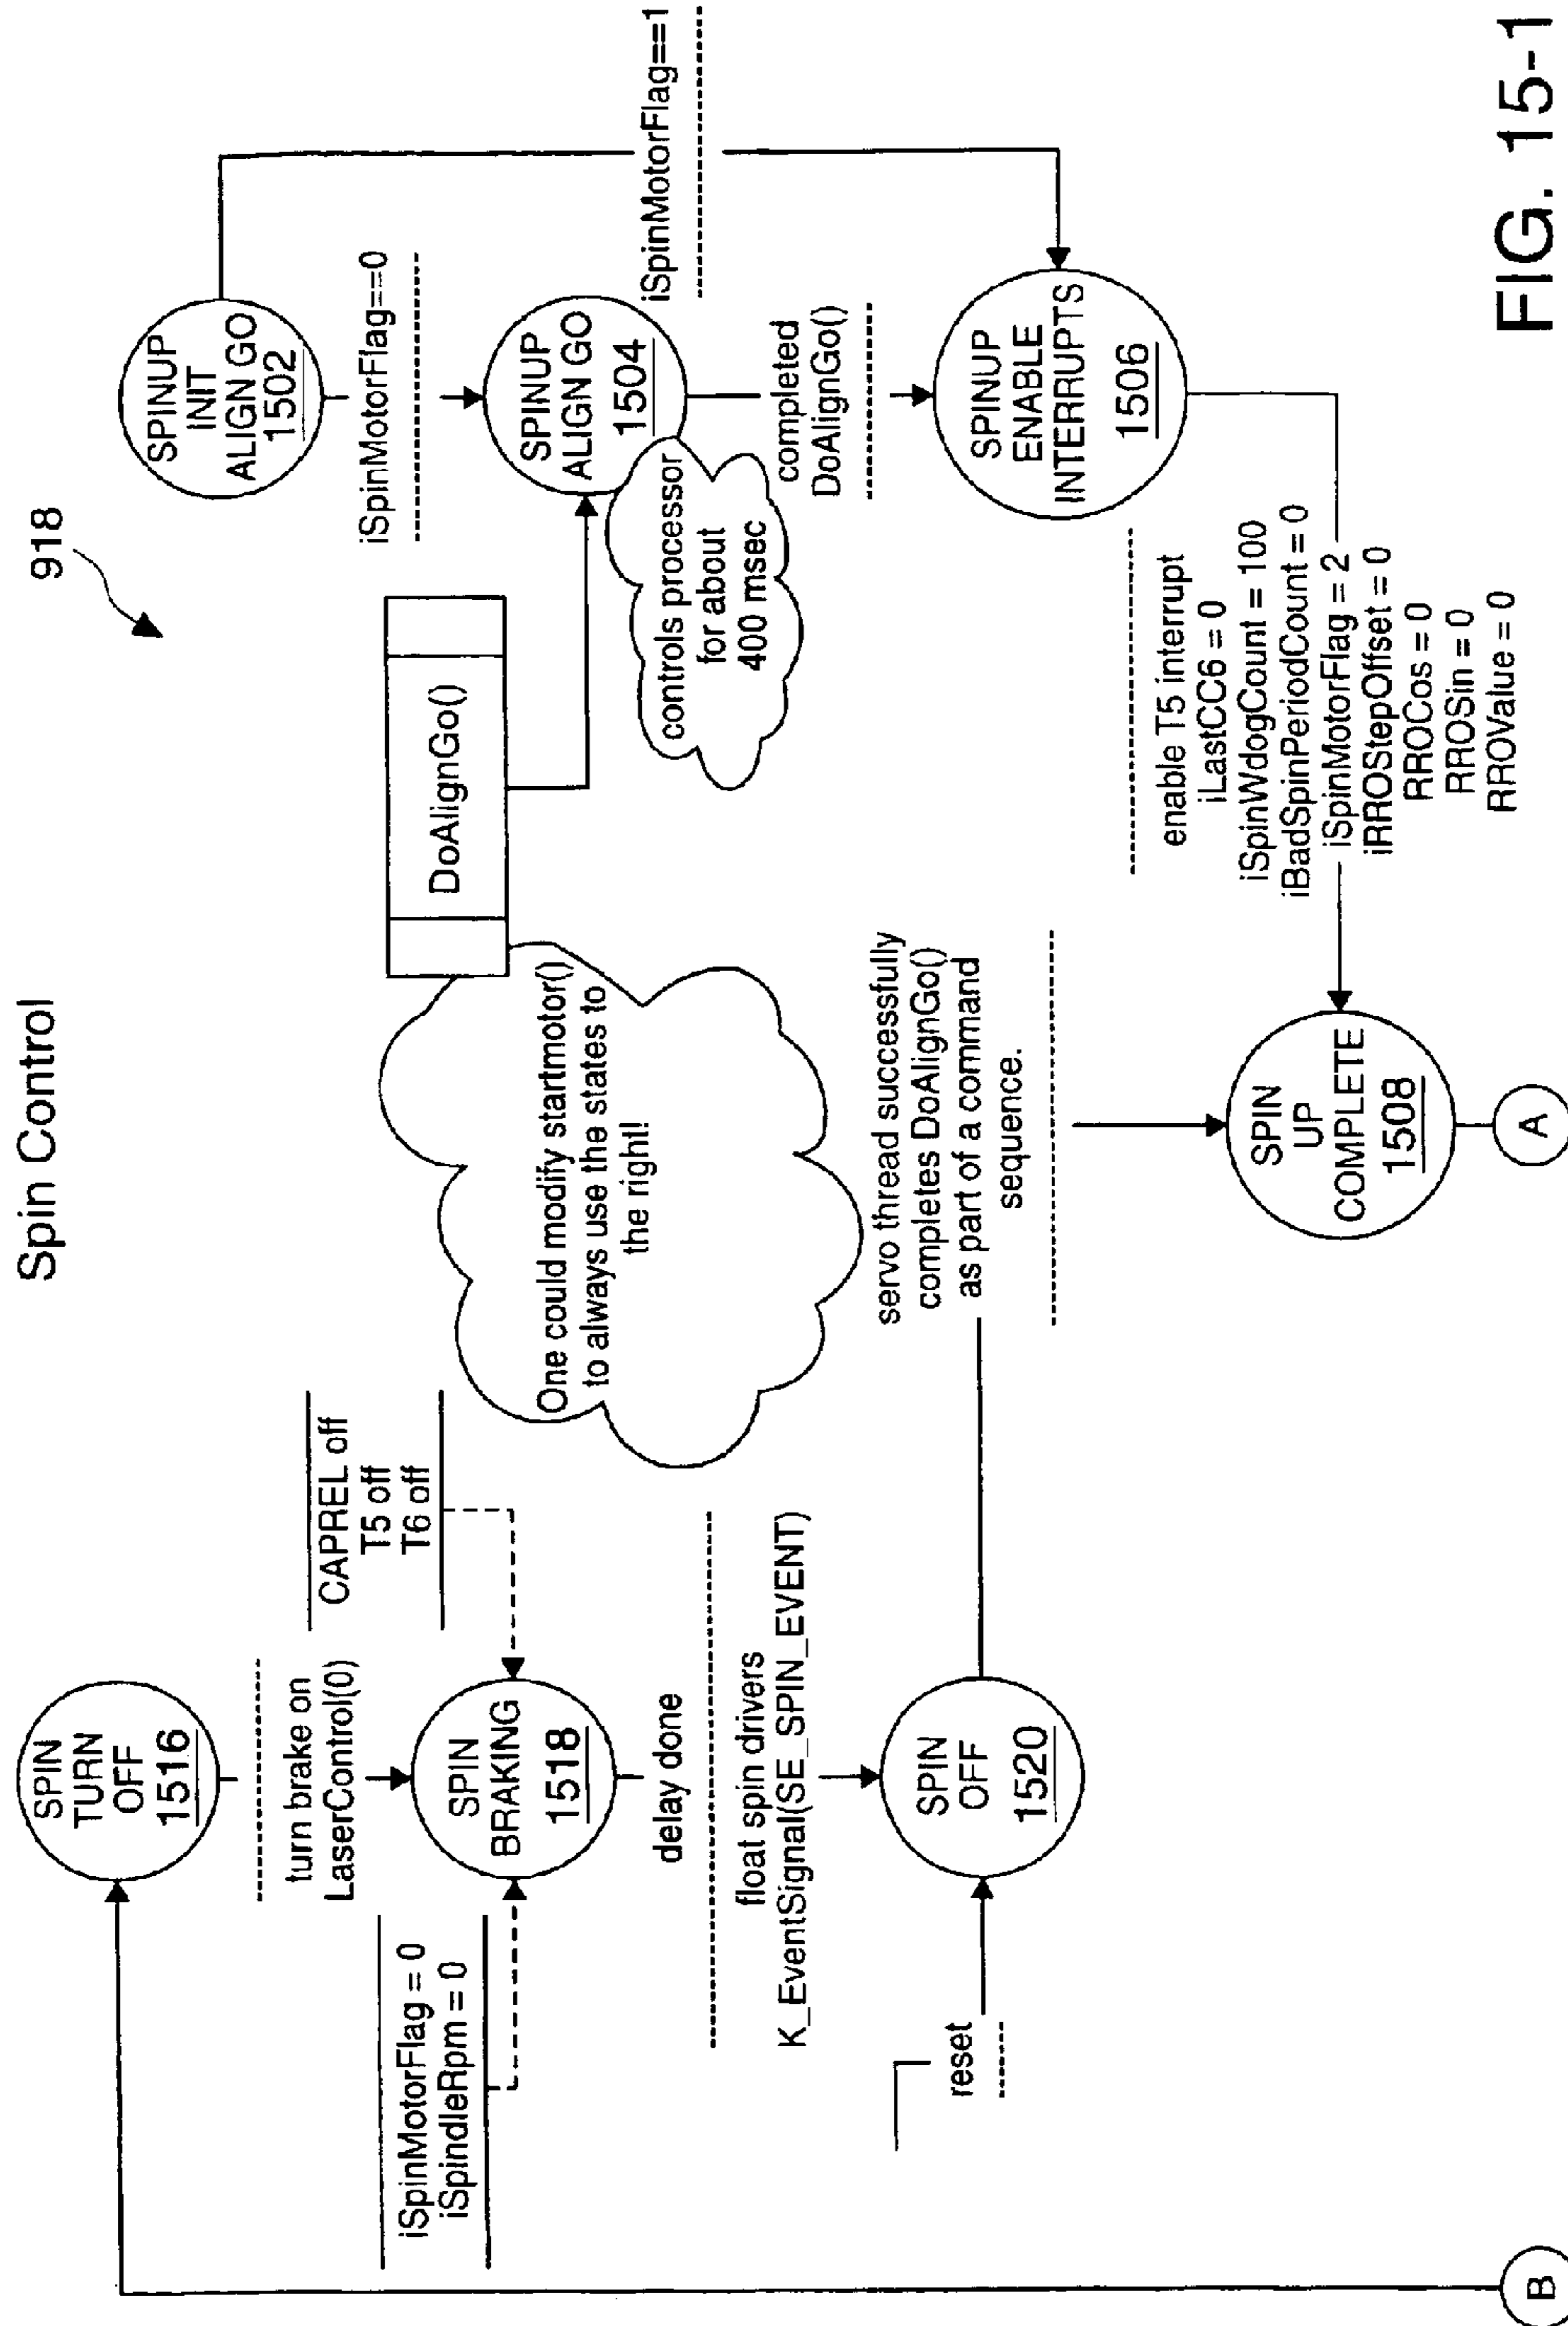 Spin Control
918
SPIN
TURN
OFF
1516
turn brake on
LaserControl(0)
iSpinMotorFlag = 0
iSpindleRpm = 0
CAPREL off
T5 off
T6 off
SPIN
BRAKING
1518
delay done
float spin drivers
K_EventSignal(SE_SPIN_EVENT)
reset
SPIN
OFF
1520
One could modify startmotor()
to always use the states to
the right!
servo thread successfully
completes DoAlignGo()
as part of a command
sequence.
DoAlignGo()
SPINUP
INIT
ALIGN GO
1502
iSpinMotorFlag==0
iSpinMotorFlag==1
SPINUP
ALIGN GO
1504
controls processor
for about
400 msec
completed
DoAlignGo()
SPINUP
ENABLE
INTERRUPTS
1506
enable T5 interrupt
iLastCC6 = 0
iSpinWdogCount = 100
iBadSpinPeriodCount = 0
iSpinMotorFlag = 2
iRROStepOffset = 0
RROCos = 0
RROSin = 0
RROValue = 0
SPIN
UP
COMPLETE
1508
A
B
FIG. 15-1